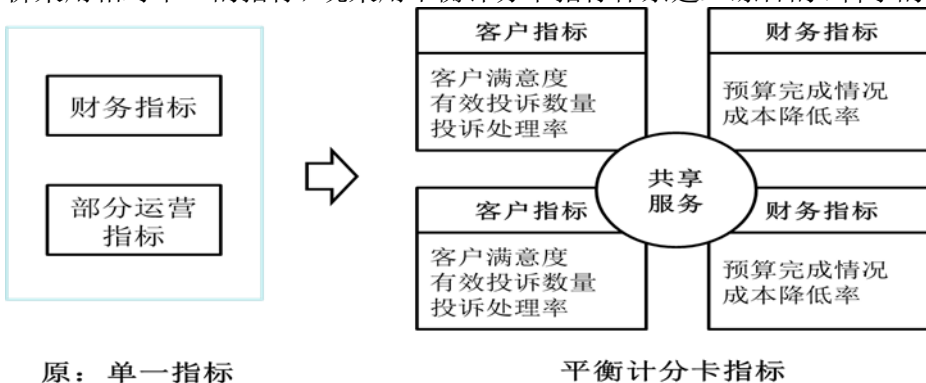 财务指标
部分运营
指标
原：单一指标
客户指标
客户满意度
有效投诉数量
投诉处理率
财务指标
预算完成情况
成本降低率
共享
服务
客户指标
客户满意度
有效投诉数量
投诉处理率
财务指标
预算完成情况
成本降低率
平衡计分卡指标